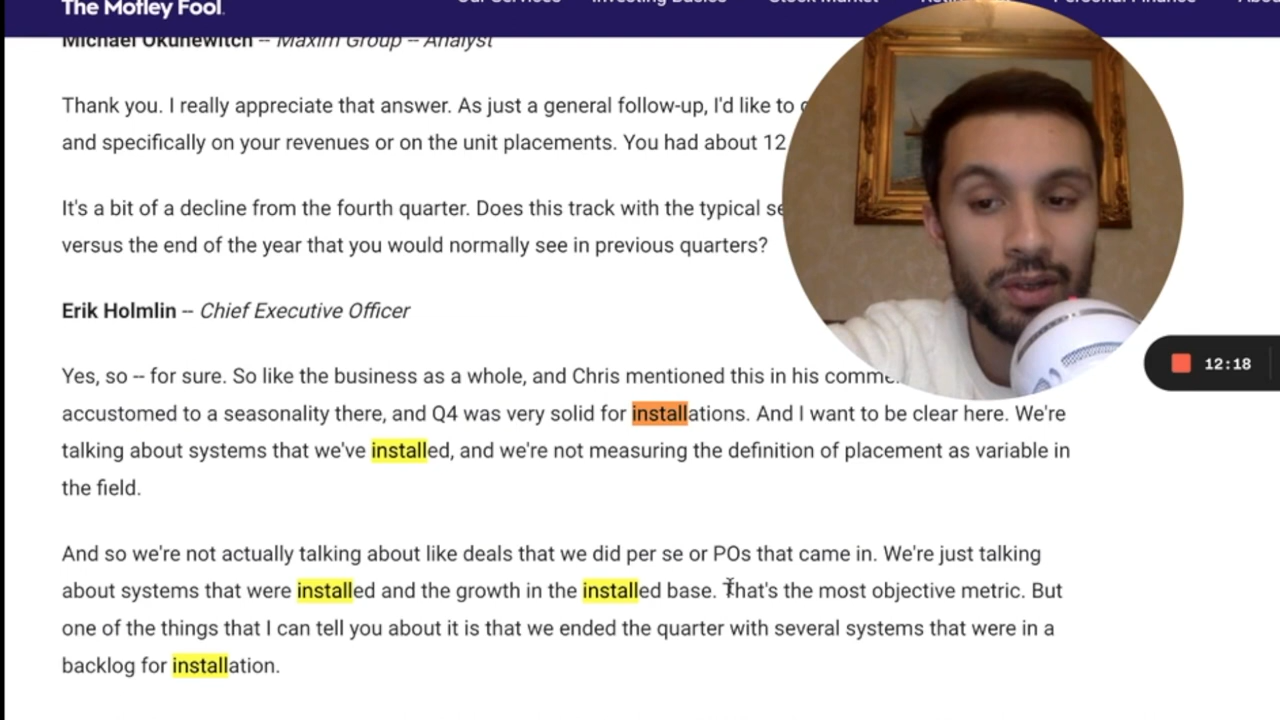 The Motley Fool.
Our Services Investing Basics Stock Market Personal Finance
Michael Okunewitch -- Maxim Group -- Analyst
Thank you. I really appreciate that answer. As just a general follow-up, I'd like to
and specifically on your revenues or on the unit placements. You had about 12
It's a bit of a decline from the fourth quarter. Does this track with the typical
versus the end of the year that you would normally see in previous quarters?
Erik Holmlin -- Chief Executive Officer
Yes, so -- for sure. So like the business as a whole, and Chris mentioned this in his
12:18
accustomed to a seasonality there, and Q4 was very solid for installations. And I want to be clear here. We're
talking about systems that we've installed, and we're not measuring the definition of placement as variable in
the field.
And so we're not actually talking about like deals that we did per se or POs that came in. We're just talking
about systems that were installed and the growth in the installed base. That's the most objective metric. But
one of the things that I can tell you about it is that we ended the quarter with several systems that were in a
backlog for installation.